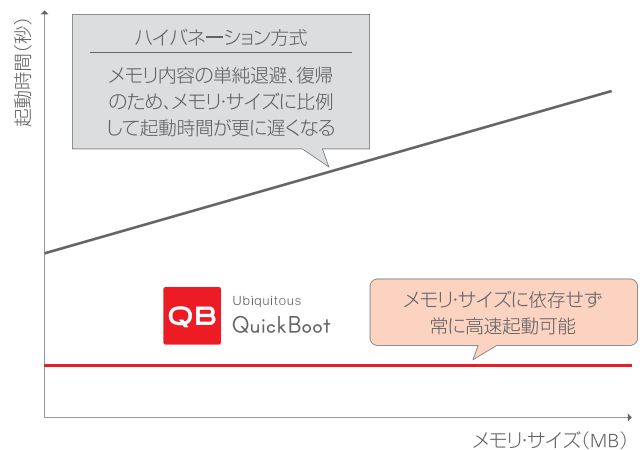 起動時間(秒)
ハイバネーション方式
メモリ内容の単純退避、復帰
のため、メモリ・サイズに比例
して起動時間が更に遅くなる
QB
Ubiquitous
QuickBoot
メモリ・サイズに依存せず
常に高速起動可能
メモリ・サイズ(MB)